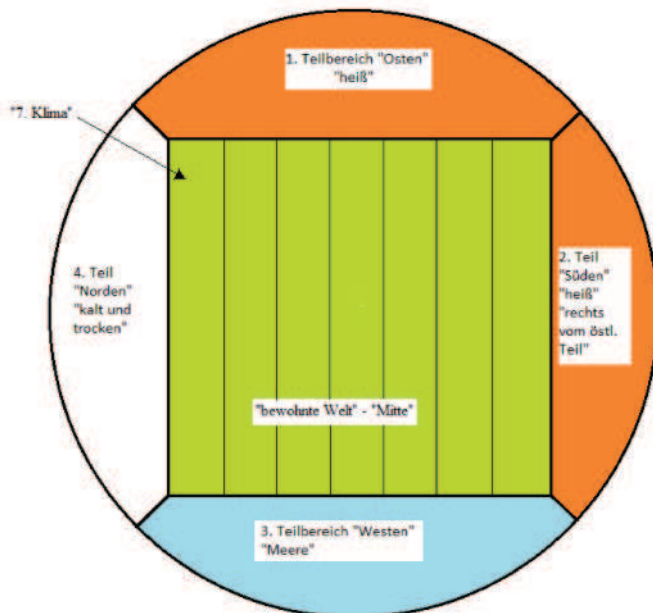 1. Teilbereich "Osten"
"heiß"
"7. Klima"
4. Teil
"Norden"
"kalt und
trocken"
2. Teil
"Süden"
"heiß"
"rechts
vom östl.
Teil"
"bewohnte Welt" - "Mitte"
3. Teilbereich "Westen"
"Meere"